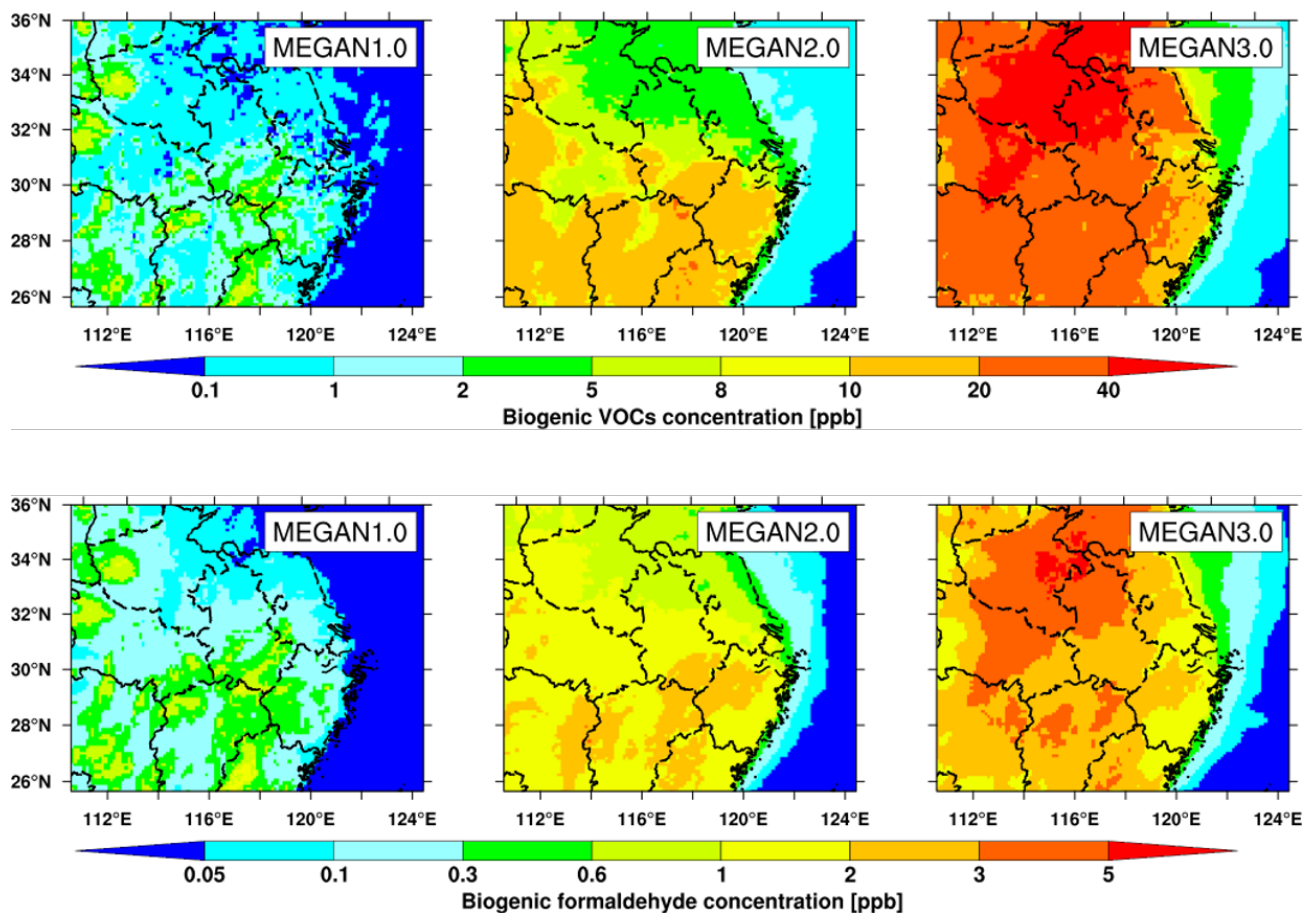 36°N
34°N
32°N
30°N
28°N
26°N
MEGAN1.0
MEGAN2.0
MEGAN3.0
112°E 116°E 120°E 124°E 112°E 116°E 120°E 124°E 112°E 116°E 120°E 124°E
0.1 1 2 5 8 10 20 40
Biogenic VOCs concentration [ppb]
36°N
34°N
32°N
30°N
28°N
26°N
MEGAN1.0
MEGAN2.0
MEGAN3.0
112°E 116°E 120°E 124°E 112°E 116°E 120°E 124°E 112°E 116°E 120°E 124°E
0.05 0.1 0.3 0.6 1 2 3 5
Biogenic formaldehyde concentration [ppb]